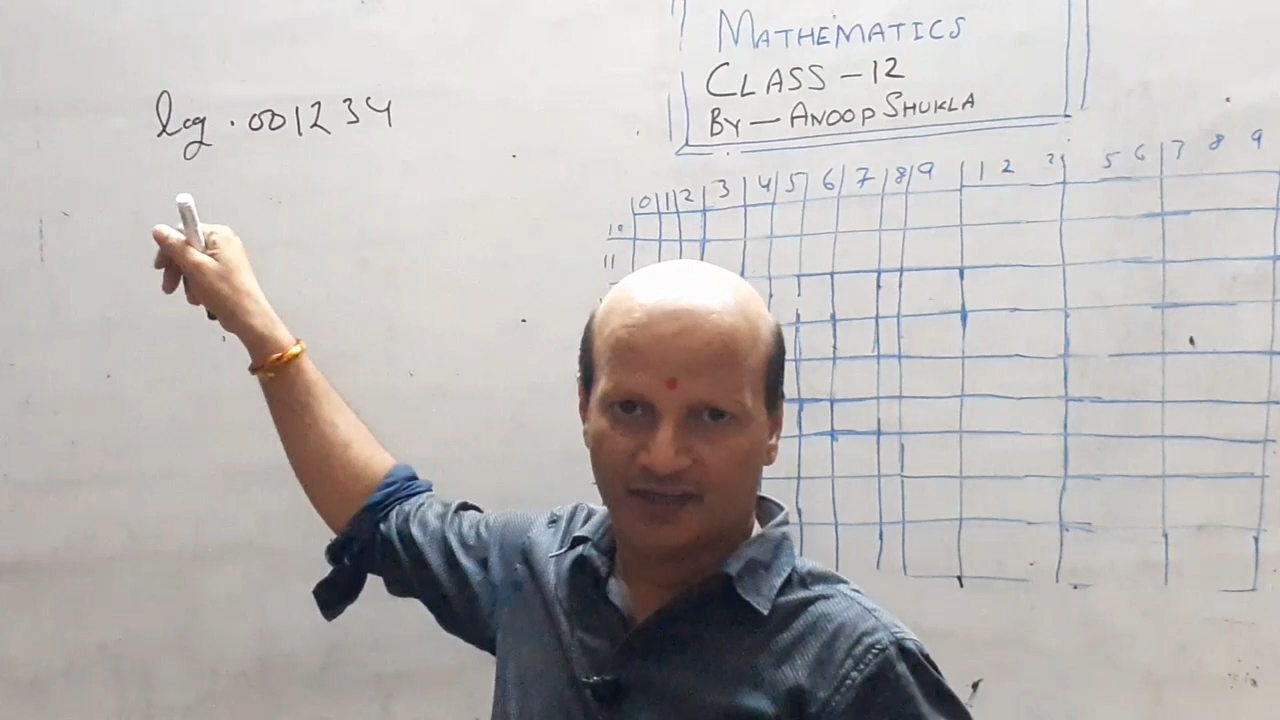 log .001234
MATHEMATICS
CLASS - 12
BY - ANOOP SHUKLA
0 1 2 3 4 5 6 7 8 9 1 2 5 6 7 8 9
10
11